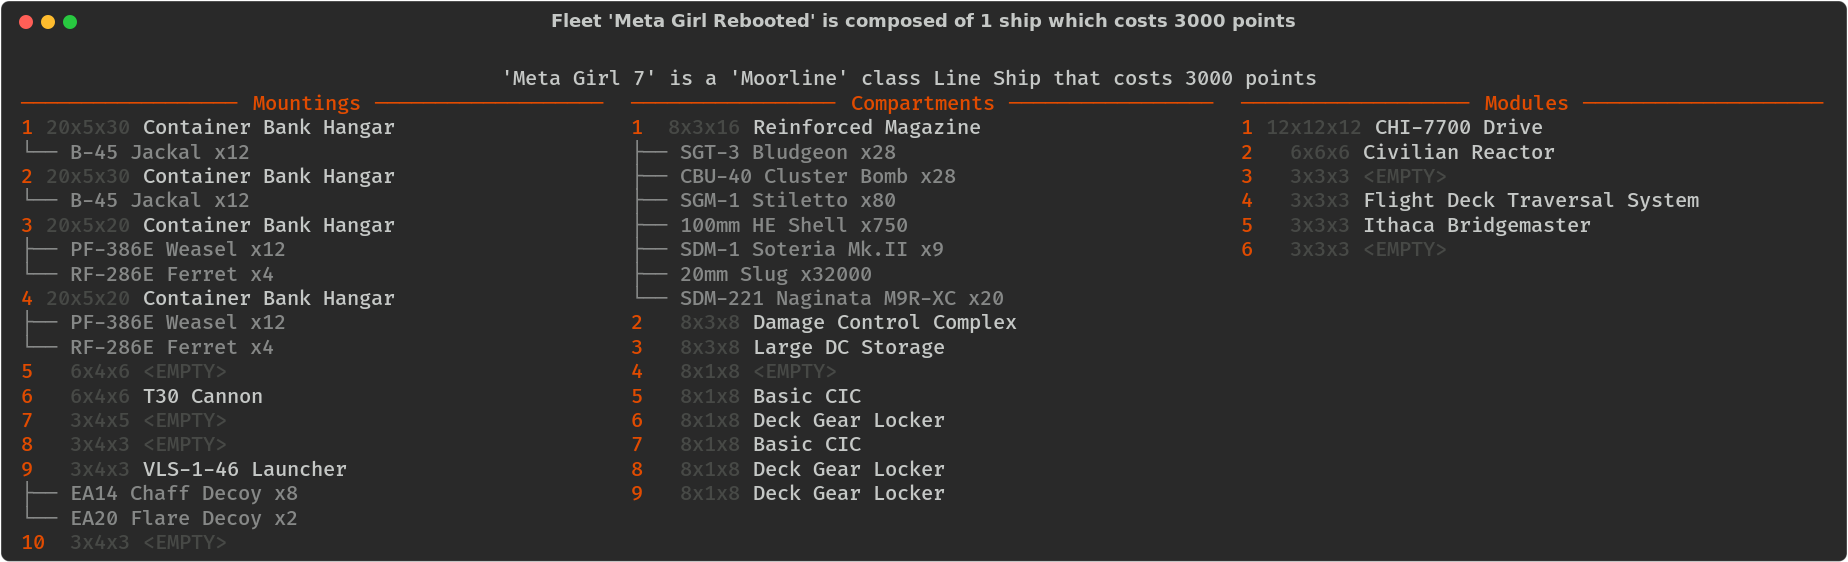 Fleet 'Meta Girl Rebooted' is composed of 1 ship which costs 3000 points
'Meta Girl 7' is a 'Moorline' class Line Ship that costs 3000 points
Mountings
1 20x5x30 Container Bank Hangar
B-45 Jackal x12
2 20x5x30 Container Bank Hangar
B-45 Jackal x12
3 20x5x20 Container Bank Hangar
PF-386E Weasel x12
RF-286E Ferret x4
4 20x5x20 Container Bank Hangar
PF-386E Weasel x12
RF-286E Ferret x4
5 6x4x6 <EMPTY>
6 6x4x6 T30 Cannon
7 3x4x5 <EMPTY>
8 3x4x3 <EMPTY>
9 3x4x3 VLS-1-46 Launcher
EA14 Chaff Decoy x8
EA20 Flare Decoy x2
10 3x4x3 <EMPTY>
Compartments
1 8x3x16 Reinforced Magazine
SGT-3 Bludgeon x28
CBU-40 Cluster Bomb x28
SGM-1 Stiletto x80
100mm HE Shell x750
SDM-1 Soteria Mk.II x9
20mm Slug x32000
SDM-221 Naginata M9R-XC x20
2 8x3x8 Damage Control Complex
3 8x3x8 Large DC Storage
4 8x1x8 <EMPTY>
5 8x1x8 Basic CIC
6 8x1x8 Deck Gear Locker
7 8x1x8 Basic CIC
8 8x1x8 Deck Gear Locker
9 8x1x8 Deck Gear Locker
Modules
1 12x12x12 CHI-7700 Drive
2 6x6x6 Civilian Reactor
3 3x3x3 <EMPTY>
4 3x3x3 Flight Deck Traversal System
5 3x3x3 Ithaca Bridgemaster
6 3x3x3 <EMPTY>